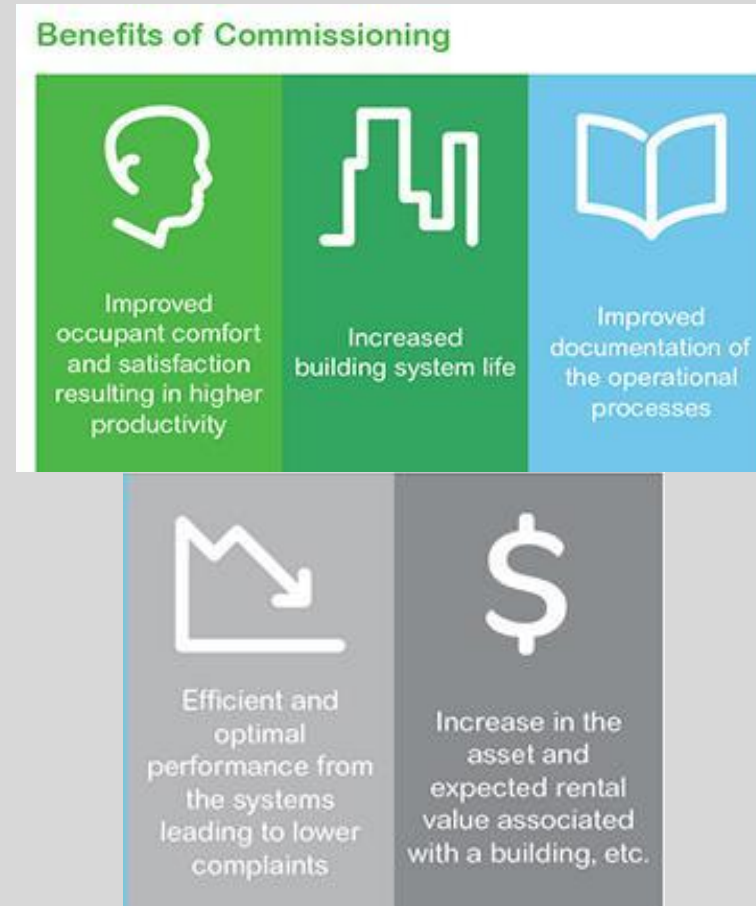 Benefits of Commissioning
Improved
occupant comfort
and satisfaction
resulting in higher
productivity
Increased
building system life
Improved
documentation of
the operational
processes
Efficient and
optimal
performance from
the systems
leading to lower
complaints
$
Increase in the
asset and
expected rental
value associated
with a building, etc.